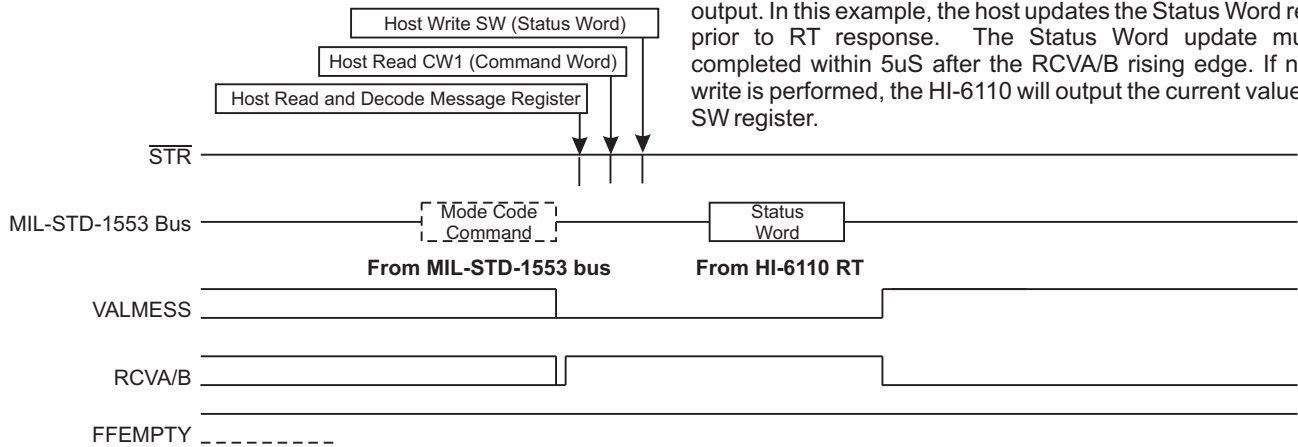 output. In this example, the host updates the Status Word
prior to RT response. The Status Word update
completed within 5uS after the RCVA/B rising edge. If
write is performed, the HI-6110 will output the current value
SW register.
Host Write SW (Status Word)
Host Read CW1 (Command Word)
Host Read and Decode Message Register
STR
MIL-STD-1553 Bus
Mode Code
Command
Status
Word
From MIL-STD-1553 bus
From HI-6110 RT
VALMESS
RCVA/B
FFEMPTY